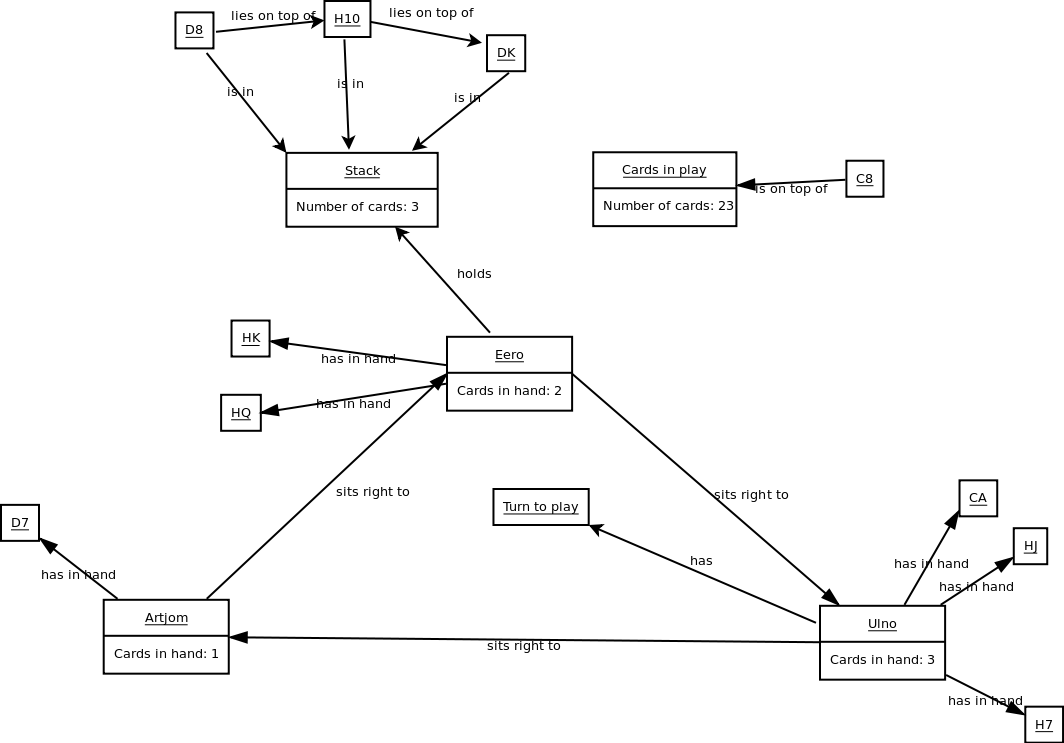 lies on top of
H10
lies on top of
D8
DK
is in
is in
is in
Stack
Number of cards: 3
Cards in play
Number of cards: 23
is on top of
C8
holds
HK
has in hand
Eero
Cards in hand: 2
HQ
has in hand
sits right to
sits right to
Turn to play
CA
D7
HJ
has in hand
has
has in hand
has in hand
Artjom
Cards in hand: 1
Ulno
Cards in hand: 3
sits right to
has in hand
H7